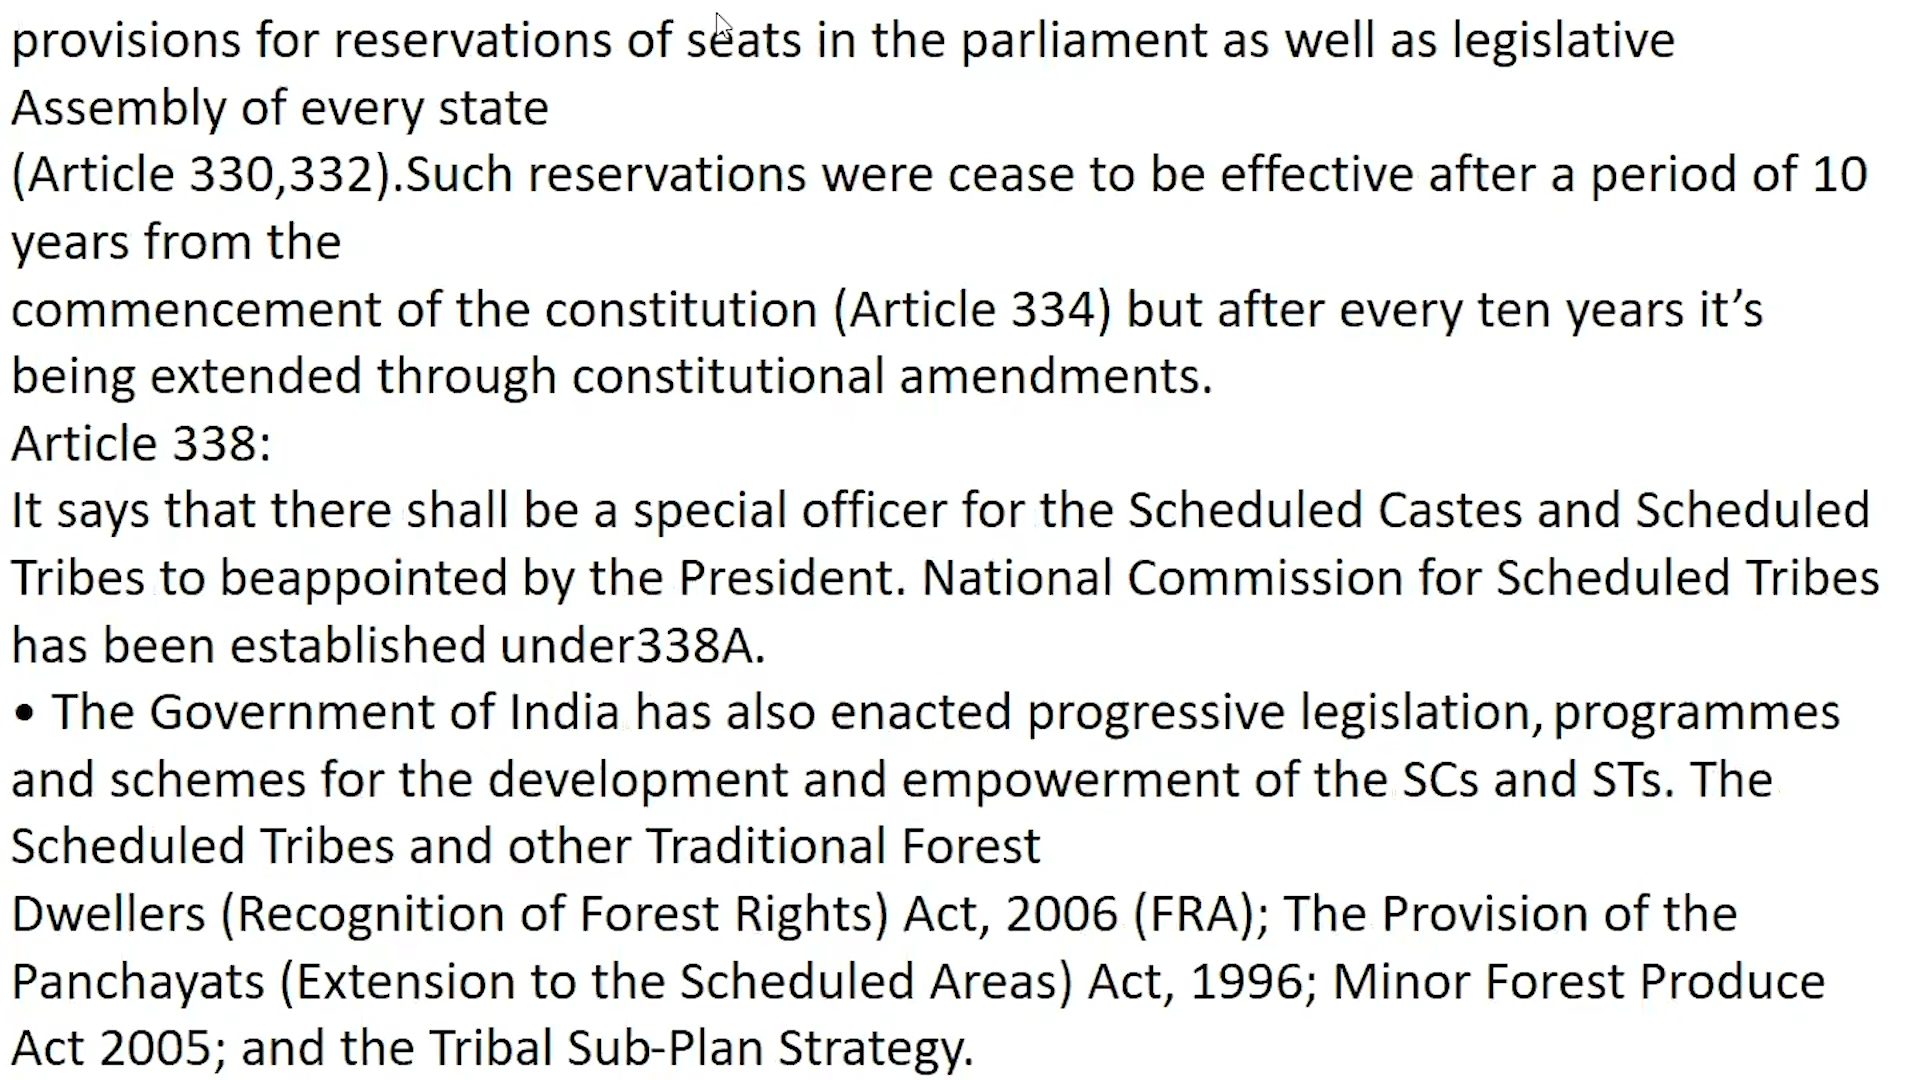 provisions for reservations of seats in the parliament as well as legislative
Assembly of every state
(Article 330,332).Such reservations were cease to be effective after a period of 10
years from the
commencement of the constitution (Article 334) but after every ten years it’s
being extended through constitutional amendments.
Article 338:
It says that there shall be a special officer for the Scheduled Castes and Scheduled
Tribes to beappointed by the President. National Commission for Scheduled Tribes
has been established under338A.
• The Government of India has also enacted progressive legislation, programmes
and schemes for the development and empowerment of the SCs and STs. The
Scheduled Tribes and other Traditional Forest
Dwellers (Recognition of Forest Rights) Act, 2006 (FRA); The Provision of the
Panchayats (Extension to the Scheduled Areas) Act, 1996; Minor Forest Produce
Act 2005; and the Tribal Sub-Plan Strategy.